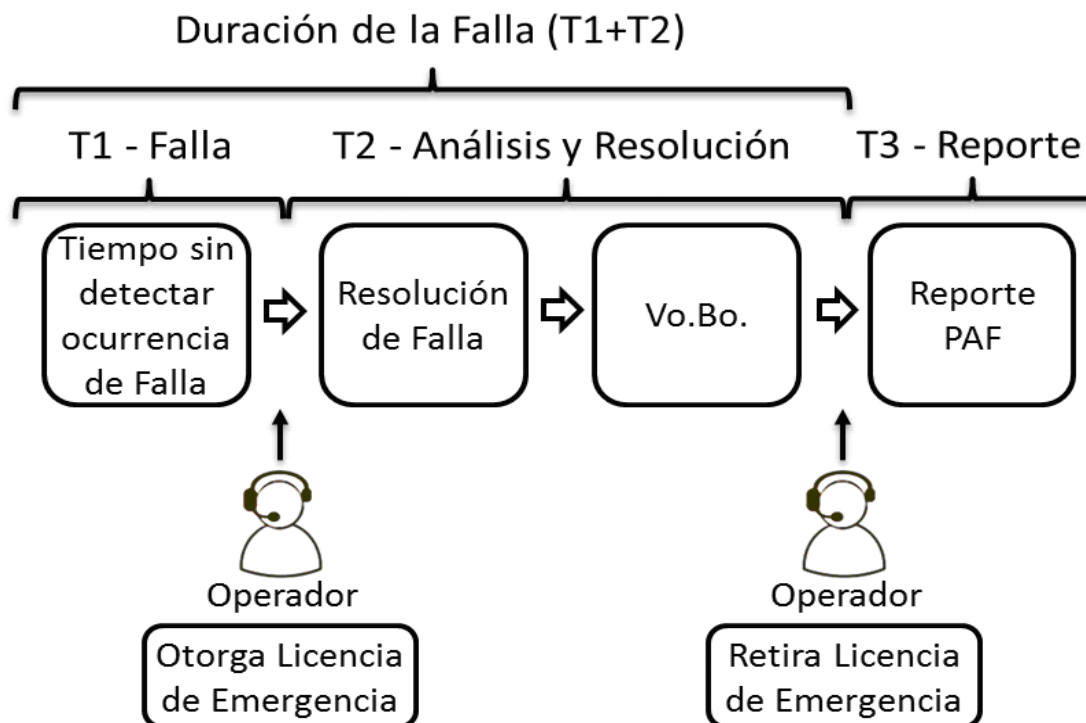 Duración de la Falla (T1+T2)
T1 - Falla
T2 - Análisis y Resolución
T3 - Reporte
Tiempo sin
detectar
ocurrencia
de Falla
Resolución
de Falla
Vo.Bo.
Reporte
PAF
Operador
Otorga Licencia
de Emergencia
Operador
Retira Licencia
de Emergencia